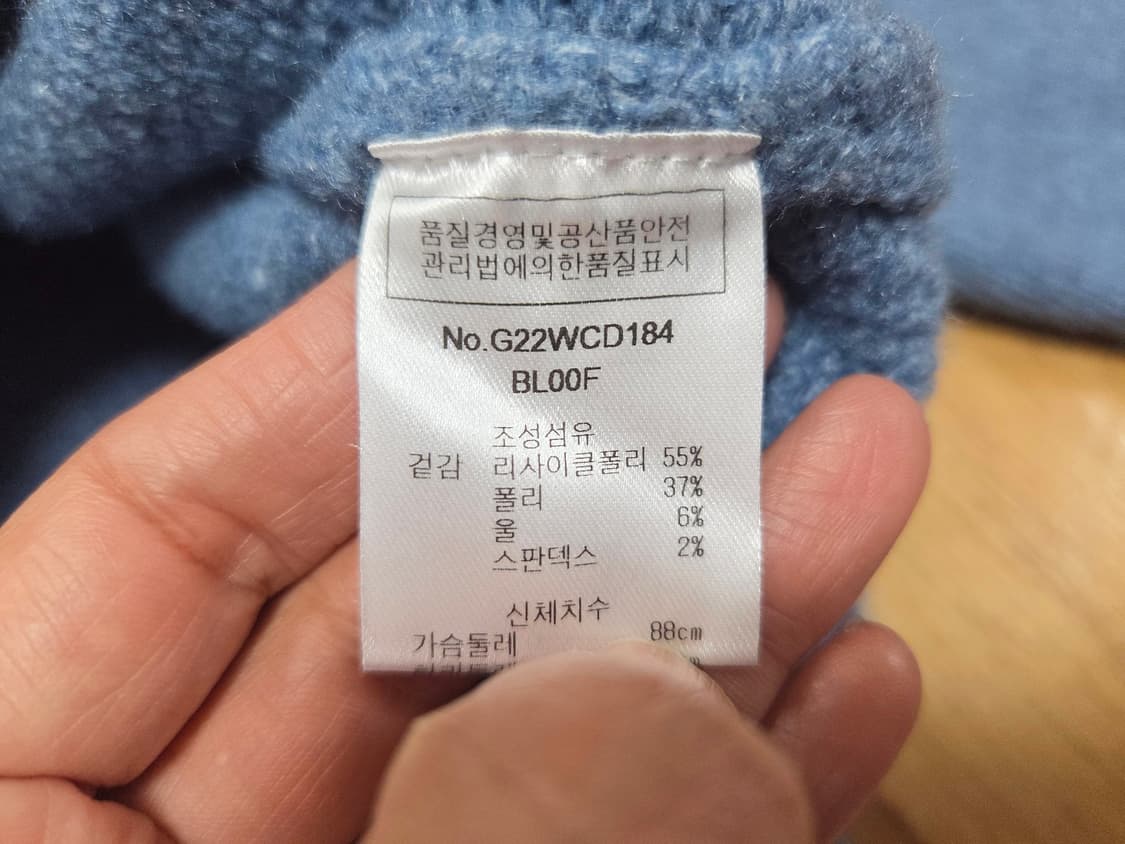 품질경영및공산품안전
관리법에의한품질표시
No.G22WCD184
BL00F
조성섬유
겉감 리사이클폴리 55%
폴리 37%
울 6%
스판덱스 2%
신체치수
가슴둘레 88cm